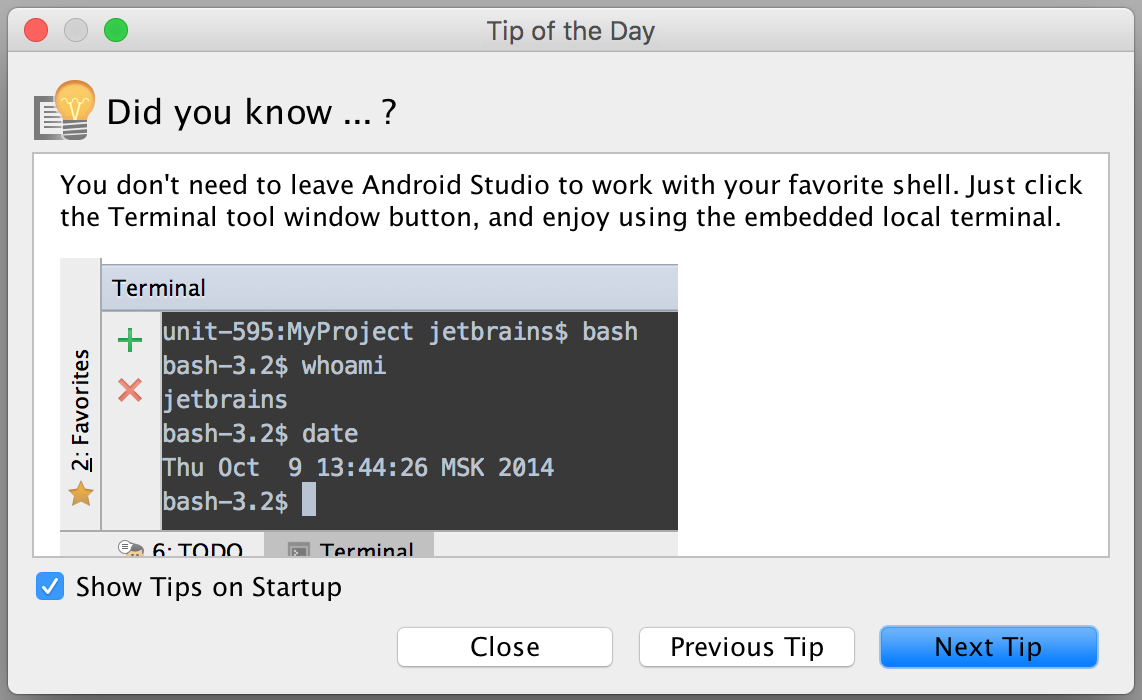 Tip of the Day
Did you know ... ?
You don't need to leave Android Studio to work with your favorite shell. Just click
the Terminal tool window button, and enjoy using the embedded local terminal.
Terminal
unit-595:MyProject jetbrains$ bash
bash-3.2$ whoami
jetbrains
bash-3.2$ date
Thu Oct  9 13:44:26 MSK 2014
bash-3.2$
2: Favorites
6: TODO
Terminal
Show Tips on Startup
Close
Previous Tip
Next Tip